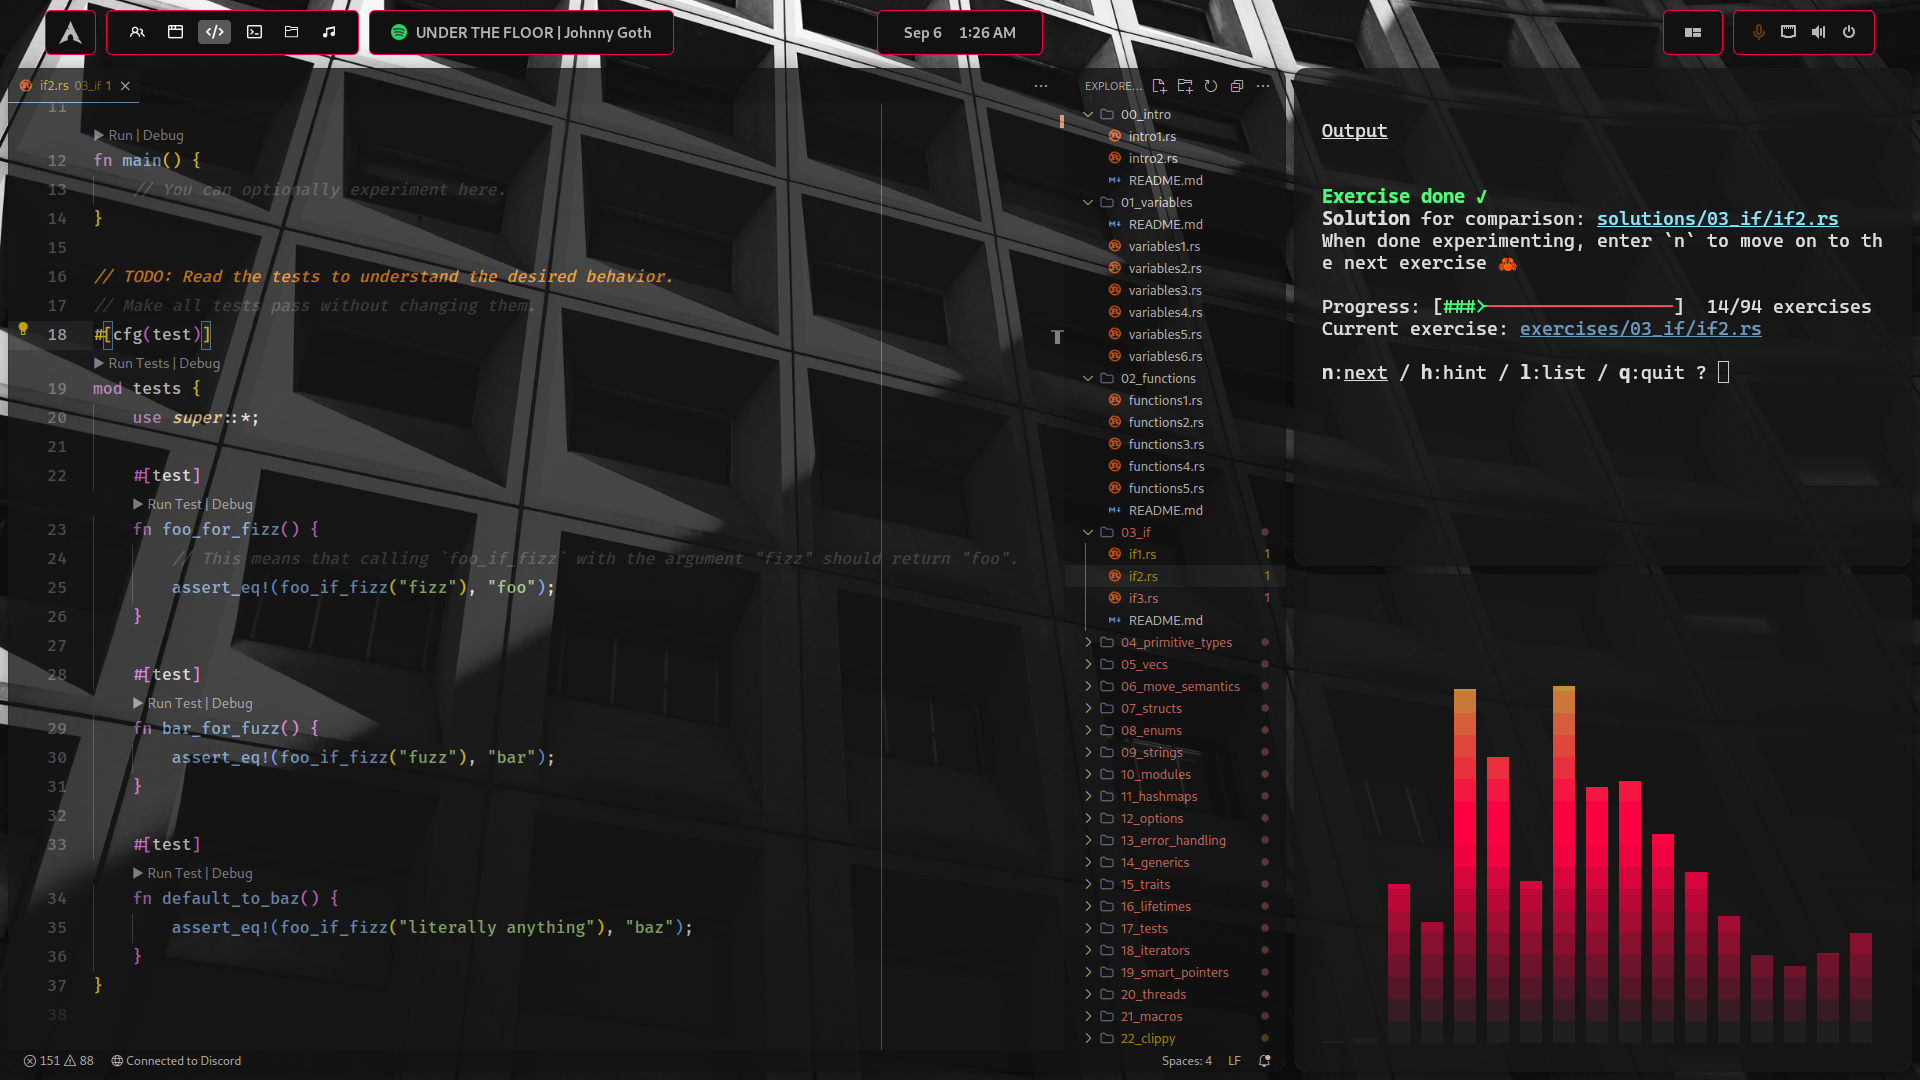 UNDER THE FLOOR | Johnny Goth
Sep 6 1:26 AM
if2.rs 03_if 1
11
Run | Debug
12 fn main() {
13 // You can optionally experiment here.
14 }
15
16 // TODO: Read the tests to understand the desired behavior.
17 // Make all tests pass without changing them.
18 #[cfg(test)]
Run Tests | Debug
19 mod tests {
20 use super::*;
21
22 #[test]
Run Test | Debug
23 fn foo_for_fizz() {
24 // This means that calling `foo_if_fizz` with the argument "fizz" should return "foo".
25 assert_eq!(foo_if_fizz("fizz"), "foo");
26 }
27
28 #[test]
Run Test | Debug
29 fn bar_for_fuzz() {
30 assert_eq!(foo_if_fizz("fuzz"), "bar");
31 }
32
33 #[test]
Run Test | Debug
34 fn default_to_baz() {
35 assert_eq!(foo_if_fizz("literally anything"), "baz");
36 }
37 }
38
151 88 Connected to Discord
EXPLORE...
00_intro
intro1.rs
intro2.rs
README.md
01_variables
README.md
variables1.rs
variables2.rs
variables3.rs
variables4.rs
variables5.rs
variables6.rs
02_functions
functions1.rs
functions2.rs
functions3.rs
functions4.rs
functions5.rs
README.md
03_if
if1.rs 1
if2.rs 1
if3.rs 1
README.md
04_primitive_types
05_vecs
06_move_semantics
07_structs
08_enums
09_strings
10_modules
11_hashmaps
12_options
13_error_handling
14_generics
15_traits
16_lifetimes
17_tests
18_iterators
19_smart_pointers
20_threads
21_macros
22_clippy
Spaces: 4 LF
Output
Exercise done ✓
Solution for comparison: solutions/03_if/if2.rs
When done experimenting, enter `n` to move on to th
e next exercise 🦀
Progress: [###>-------------------] 14/94 exercises
Current exercise: exercises/03_if/if2.rs
n:next / h:hint / l:list / q:quit ?